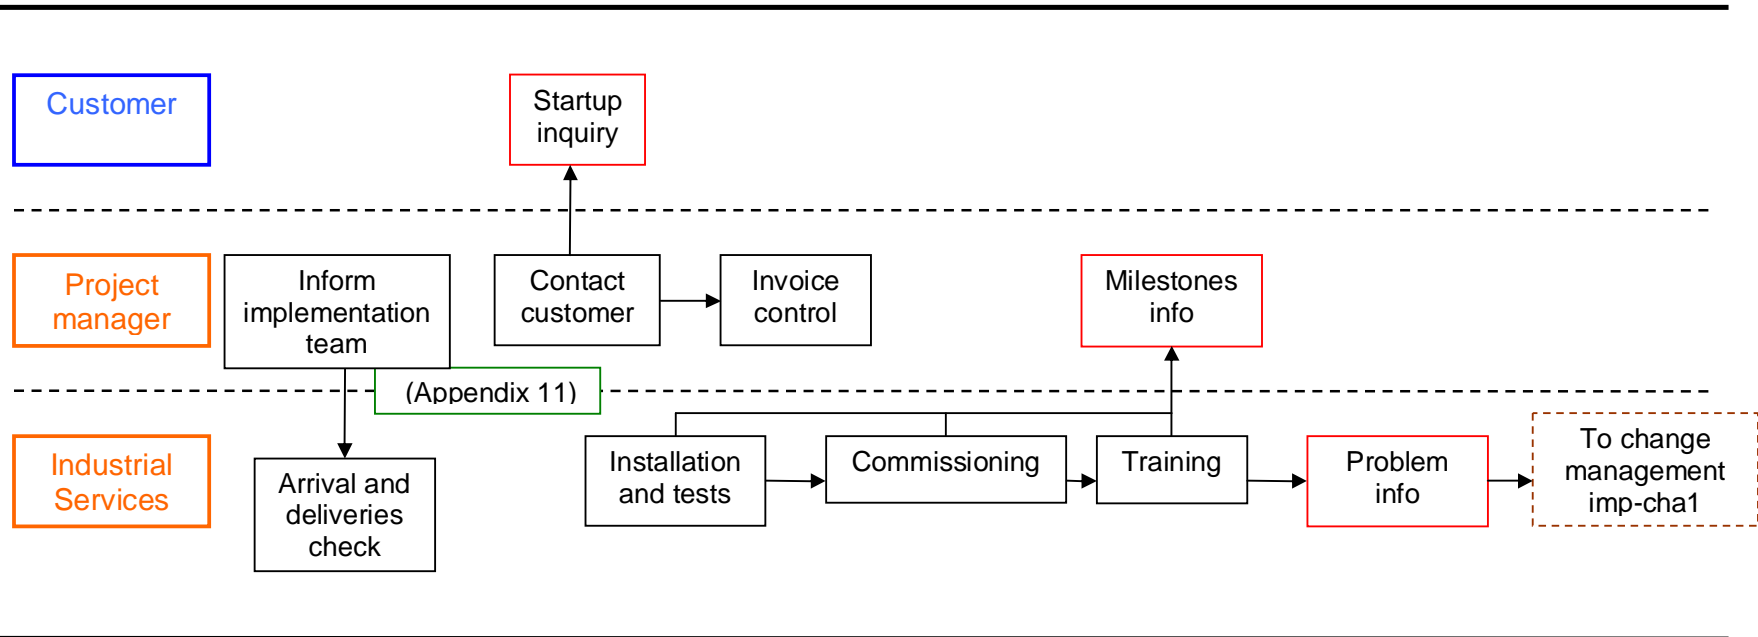 Customer
Startup
inquiry
Project
manager
Inform
implementation
team
Contact
customer
Invoice
control
Milestones
info
(Appendix 11)
Industrial
Services
Arrival and
deliveries
check
Installation
and tests
Commissioning
Training
Problem
info
To change
management
imp-cha1